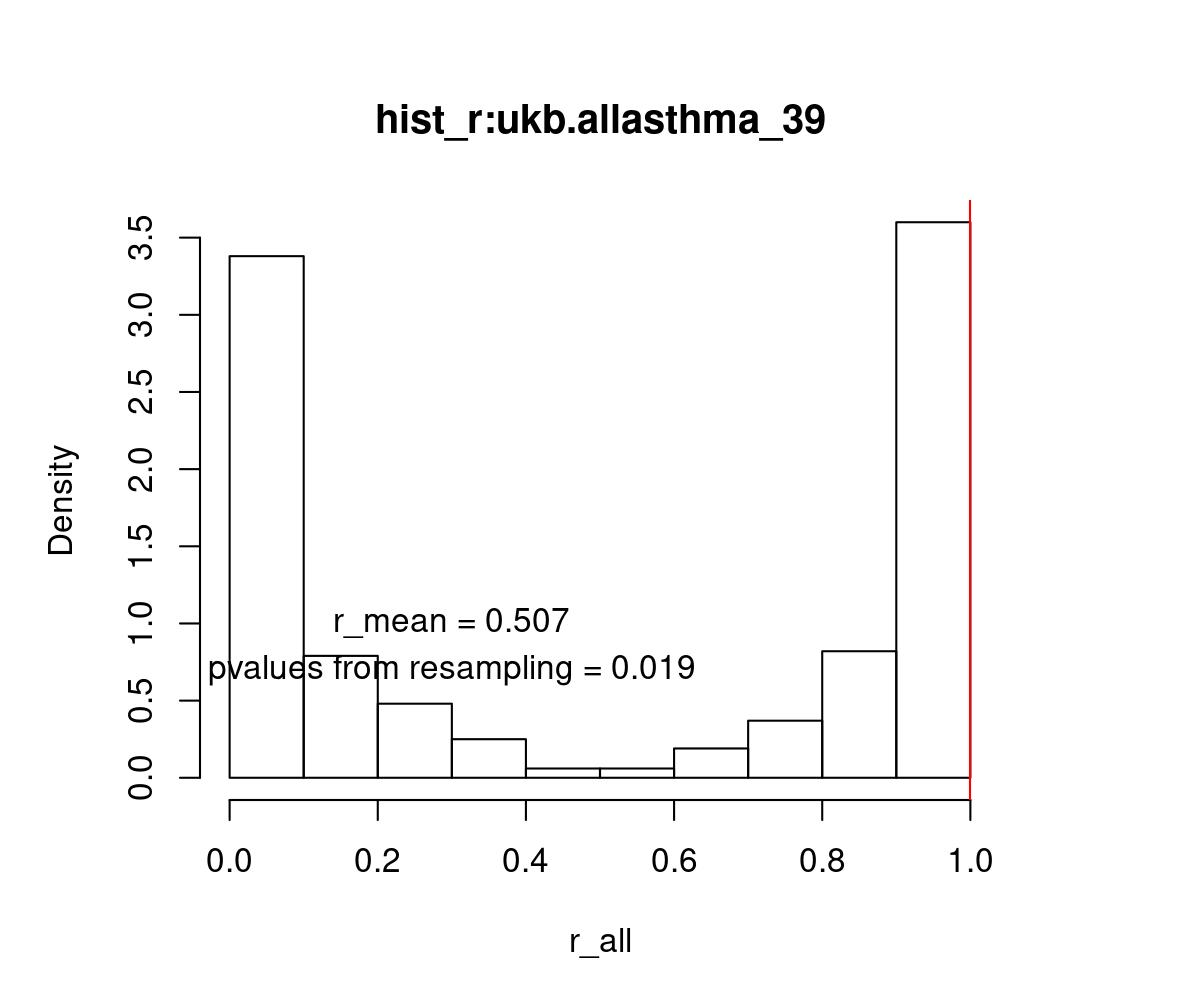 hist_r:ukb.allasthma_39
Density
3.5
3.0
2.5
2.0
1.5
1.0
0.5
0.0
r_mean = 0.507
pvalues from resampling = 0.019
0.0 0.2 0.4 0.6 0.8 1.0
r_all